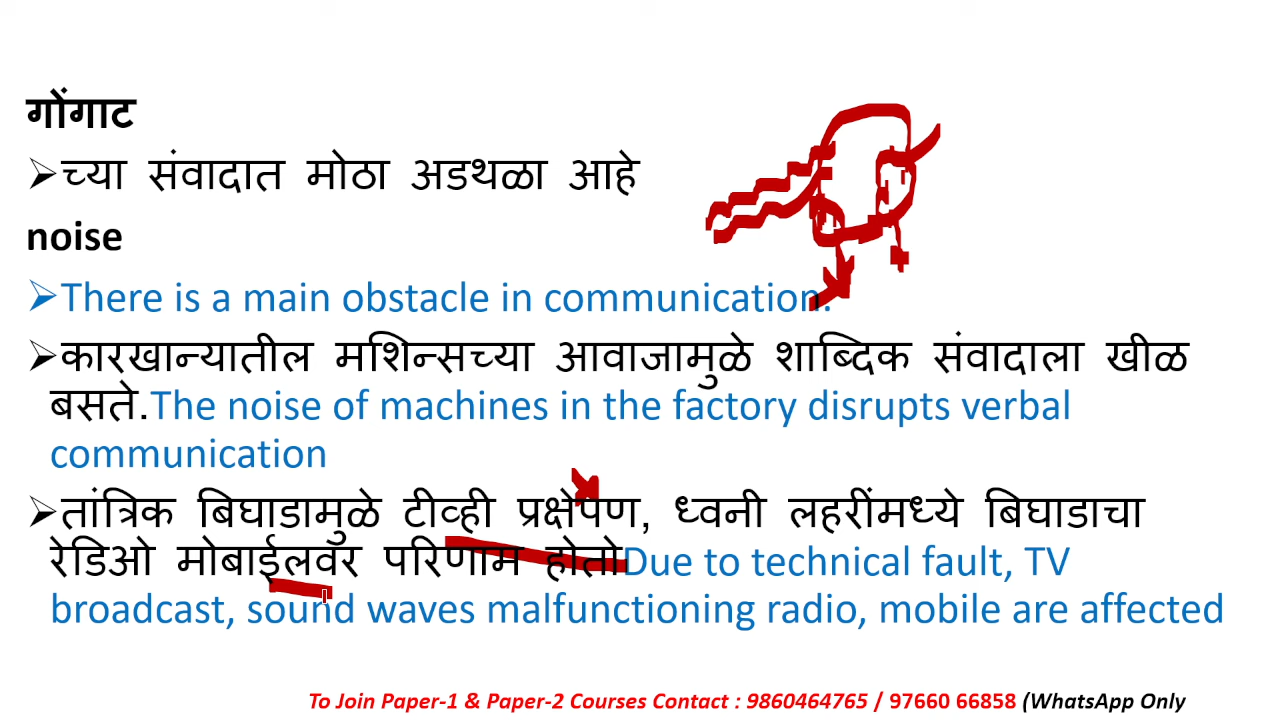 गोंगाट
➢च्या संवादात मोठा अडथळा आहे
noise
➢There is a main obstacle in communication.
➢कारखान्यातील मशिन्सच्या आवाजामुळे शाब्दिक संवादाला खीळ
बसते.The noise of machines in the factory disrupts verbal
communication
➢तांत्रिक बिघाडामुळे टीव्ही प्रक्षेपण, ध्वनी लहरींमध्ये बिघाडाचा
रेडिओ मोबाईलवर परिणाम होतोDue to technical fault, TV
broadcast, sound waves malfunctioning radio, mobile are affected
To Join Paper-1 & Paper-2 Courses Contact : 9860464765 / 97660 66858 (WhatsApp Only